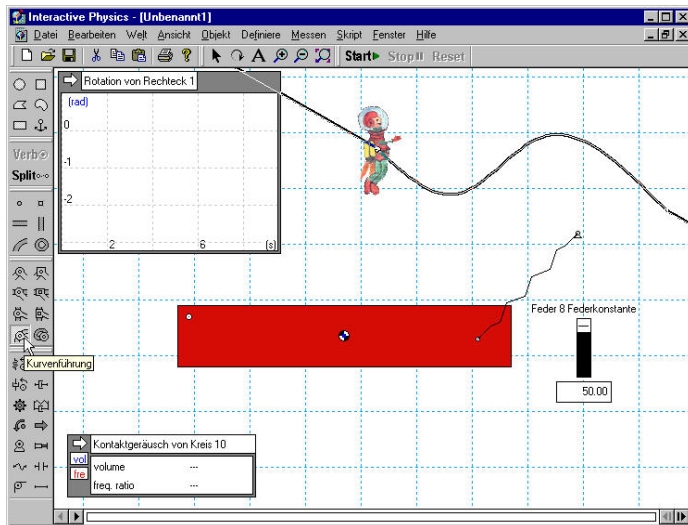 Interactive Physics - [Unbenannt1]
Datei Bearbeiten Welt Ansicht Objekt Definiere Messen Skript Fenster Hilfe
A Start Stop Reset
Rotation von Rechteck 1
(rad)
0
-1
-2
2 6 (s)
Verb
Split
Feder 8 Federkonstante
50.00
Kurvenführung
Kontaktgeräusch von Kreis 10
vol
fre
volume ---
freq. ratio ---